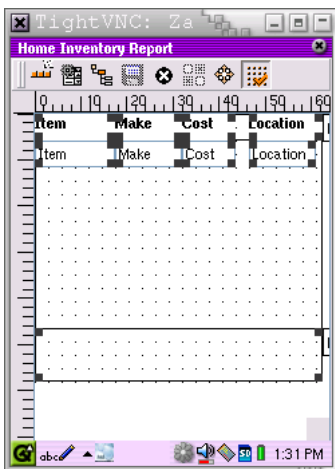 TightVNC: Za
Home Inventory Report
0 10 20 30 40 50 60
Item Make Cost Location
Item Make Cost Location
abc SD 1:31 PM